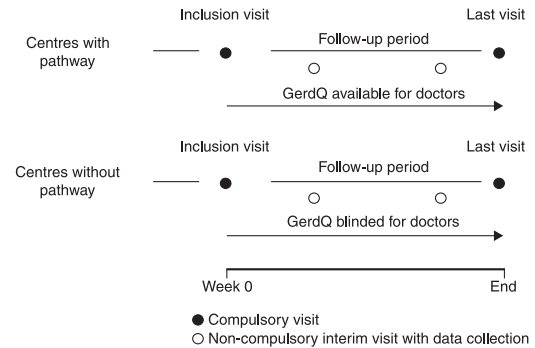 Inclusion visit
Last visit
Centres with
pathway
Follow-up period
GerdQ available for doctors
Inclusion visit
Last visit
Centres without
pathway
Follow-up period
GerdQ blinded for doctors
Week 0
End
Compulsory visit
Non-compulsory interim visit with data collection